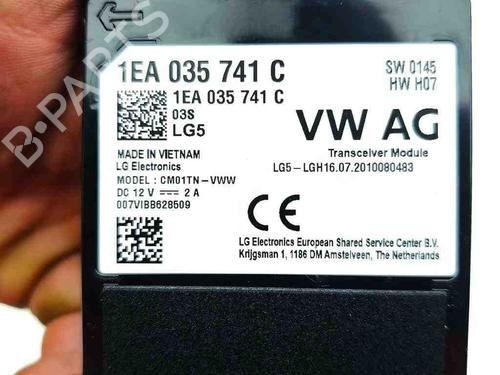 B-PARTS
1EA 035 741 C
SW 0145
HW H07
1EA 035 741 C
03S
LG5
VW AG
Transceiver Module
LG5-LGH16.07.2010080483
MADE IN VIETNAM
LG Electronics
MODEL : CM01TN-VWW
DC 12 V ⎓ 2 A
007VIBB628509
CE
LG Electronics European Shared Service Center B.V.
Krijgsman 1, 1186 DM Amstelveen, The Netherlands